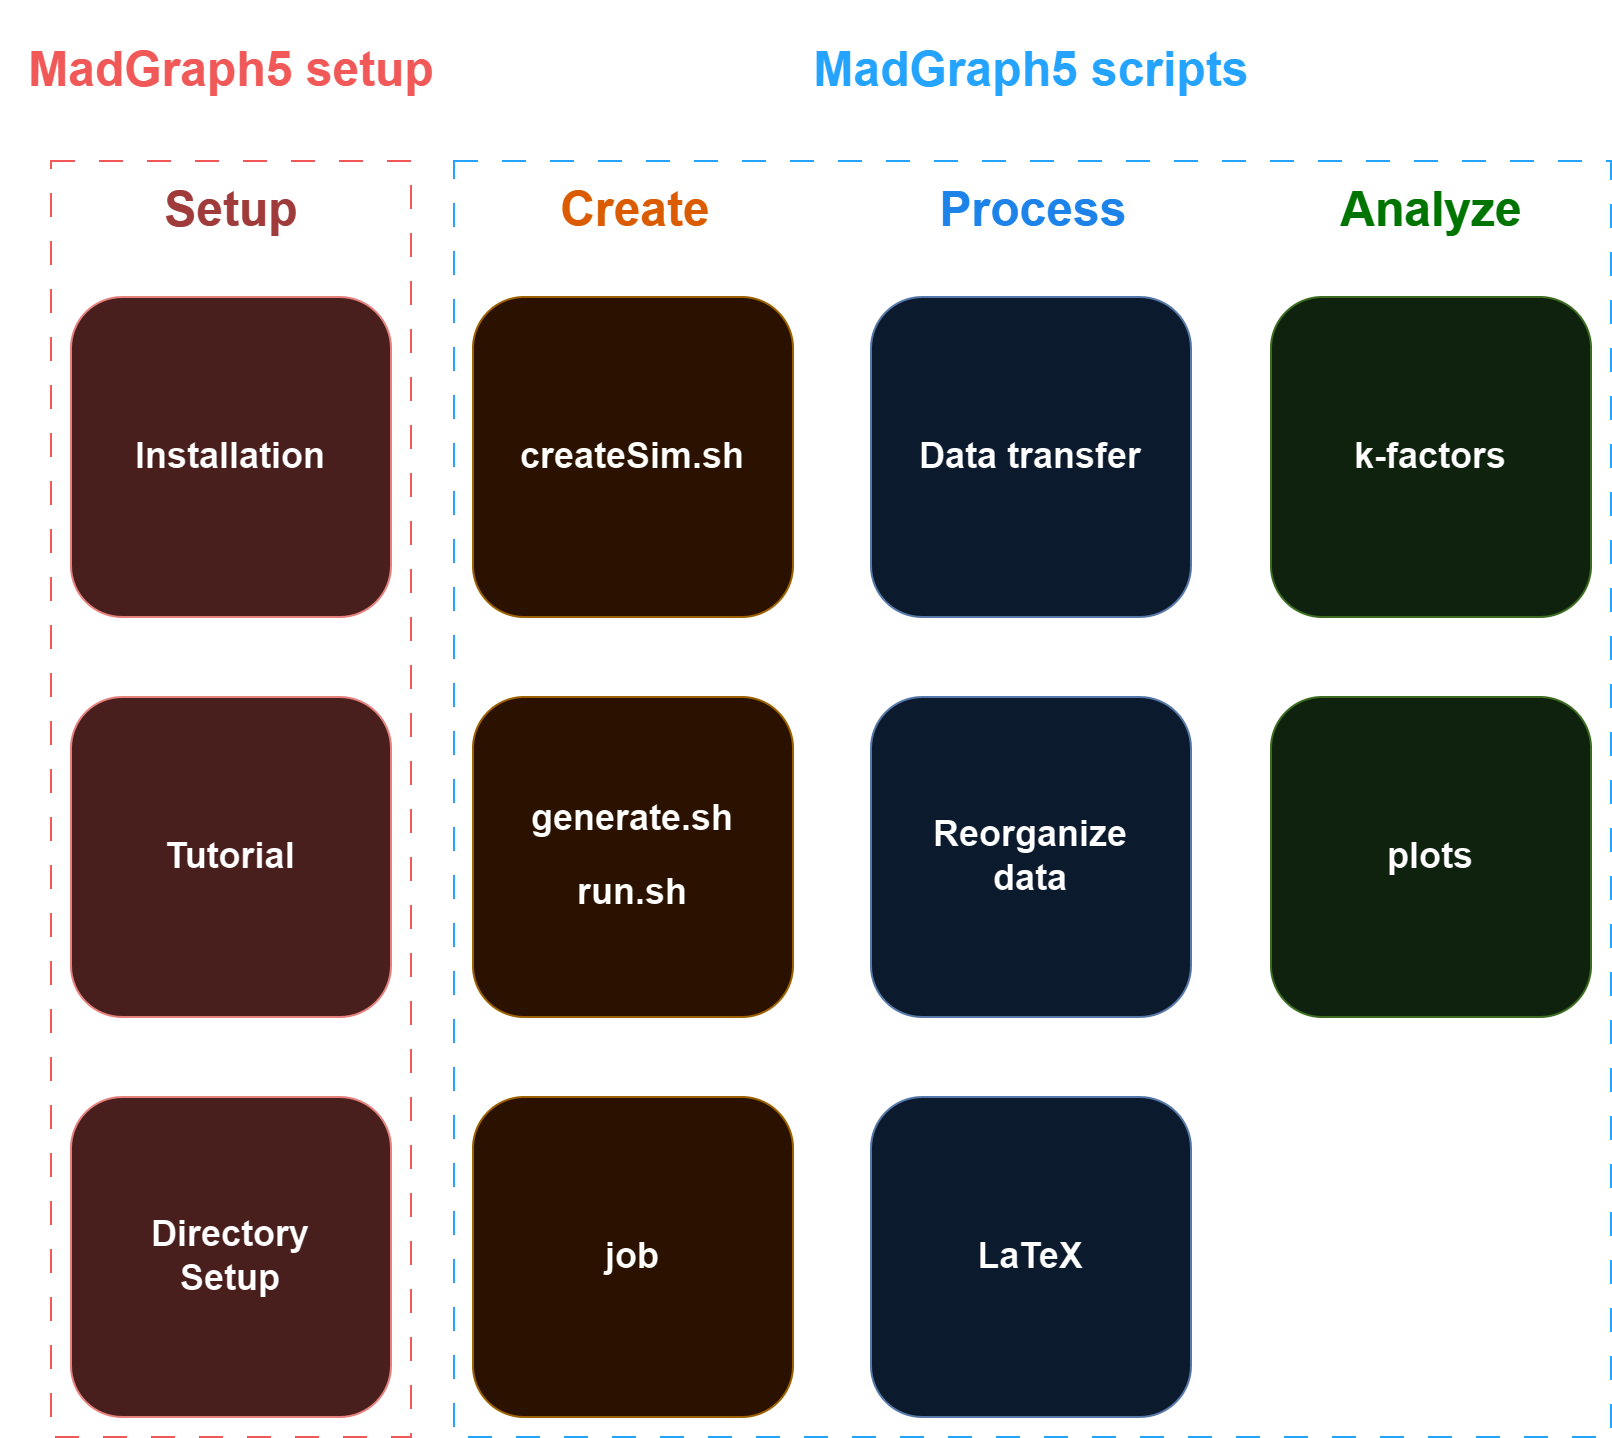 MadGraph5 setup
MadGraph5 scripts
Setup
Create
Process
Analyze
Installation
createSim.sh
Data transfer
k-factors
Tutorial
generate.sh
run.sh
Reorganize
data
plots
Directory
Setup
job
LaTeX